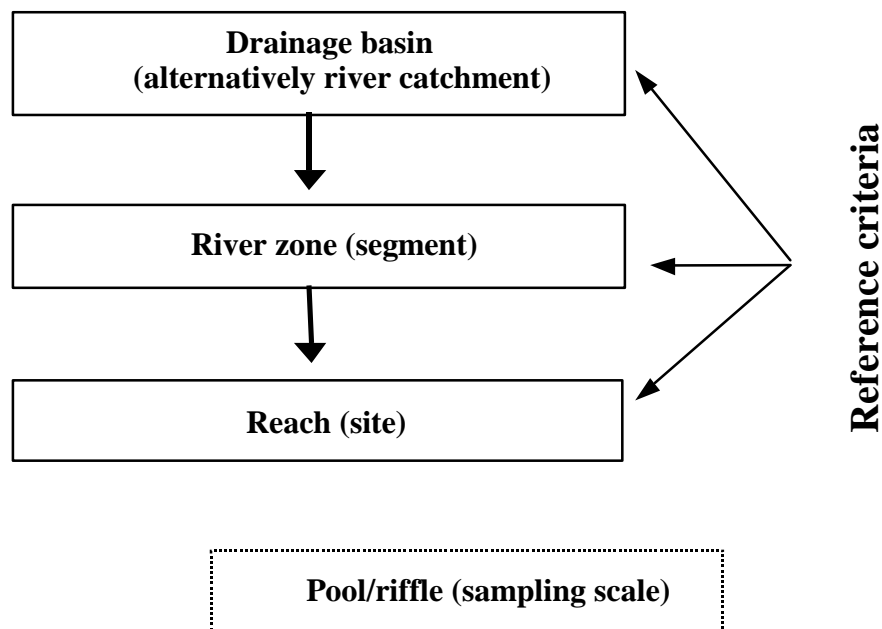 Drainage basin
(alternatively river catchment)
River zone (segment)
Reach (site)
Pool/riffle (sampling scale)
Reference criteria